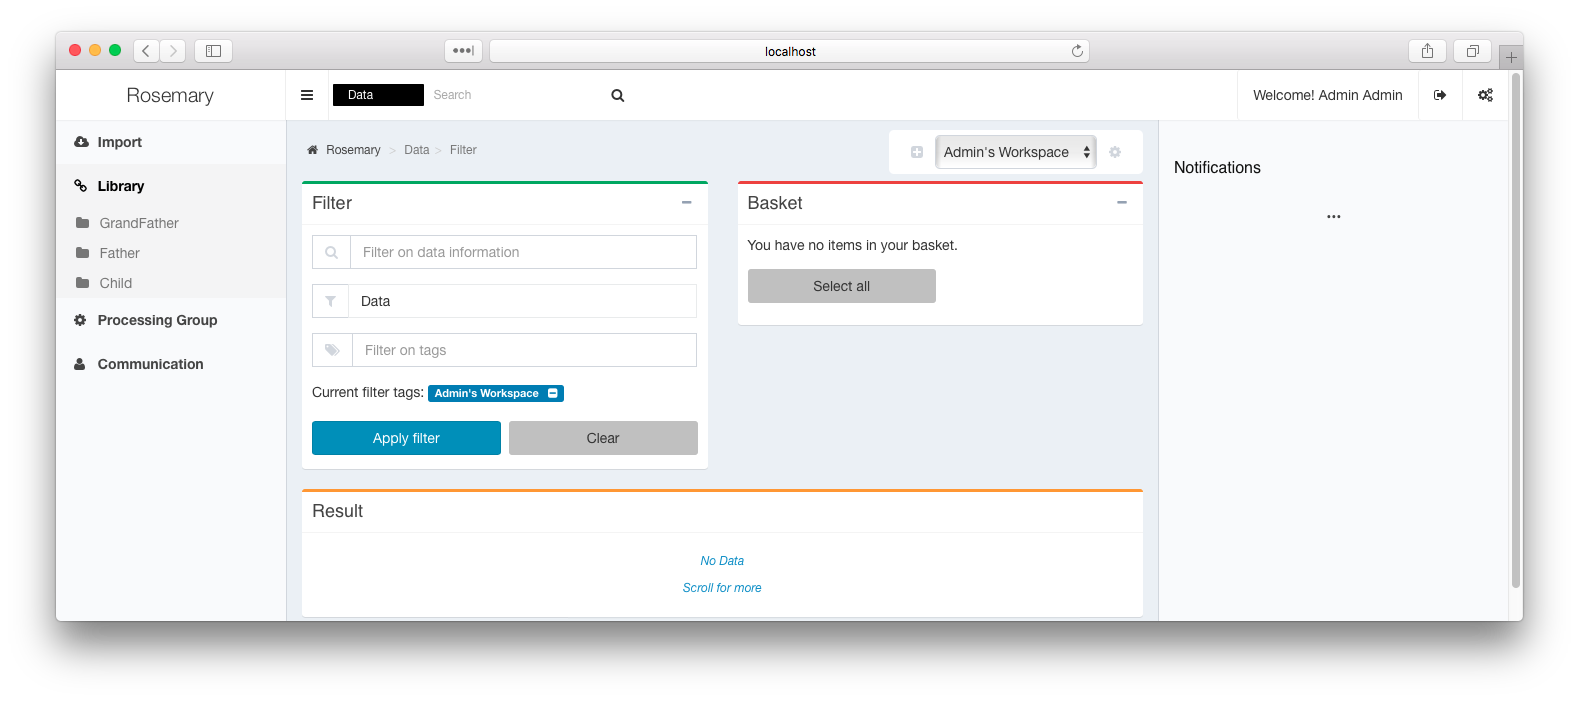 localhost
Rosemary
Data
Search
Welcome! Admin Admin
Import
Library
GrandFather
Father
Child
Processing Group
Communication
Rosemary > Data > Filter
Admin's Workspace
Filter
Filter on data information
Data
Filter on tags
Current filter tags: Admin's Workspace
Apply filter
Clear
Basket
You have no items in your basket.
Select all
Result
No Data
Scroll for more
Notifications
...